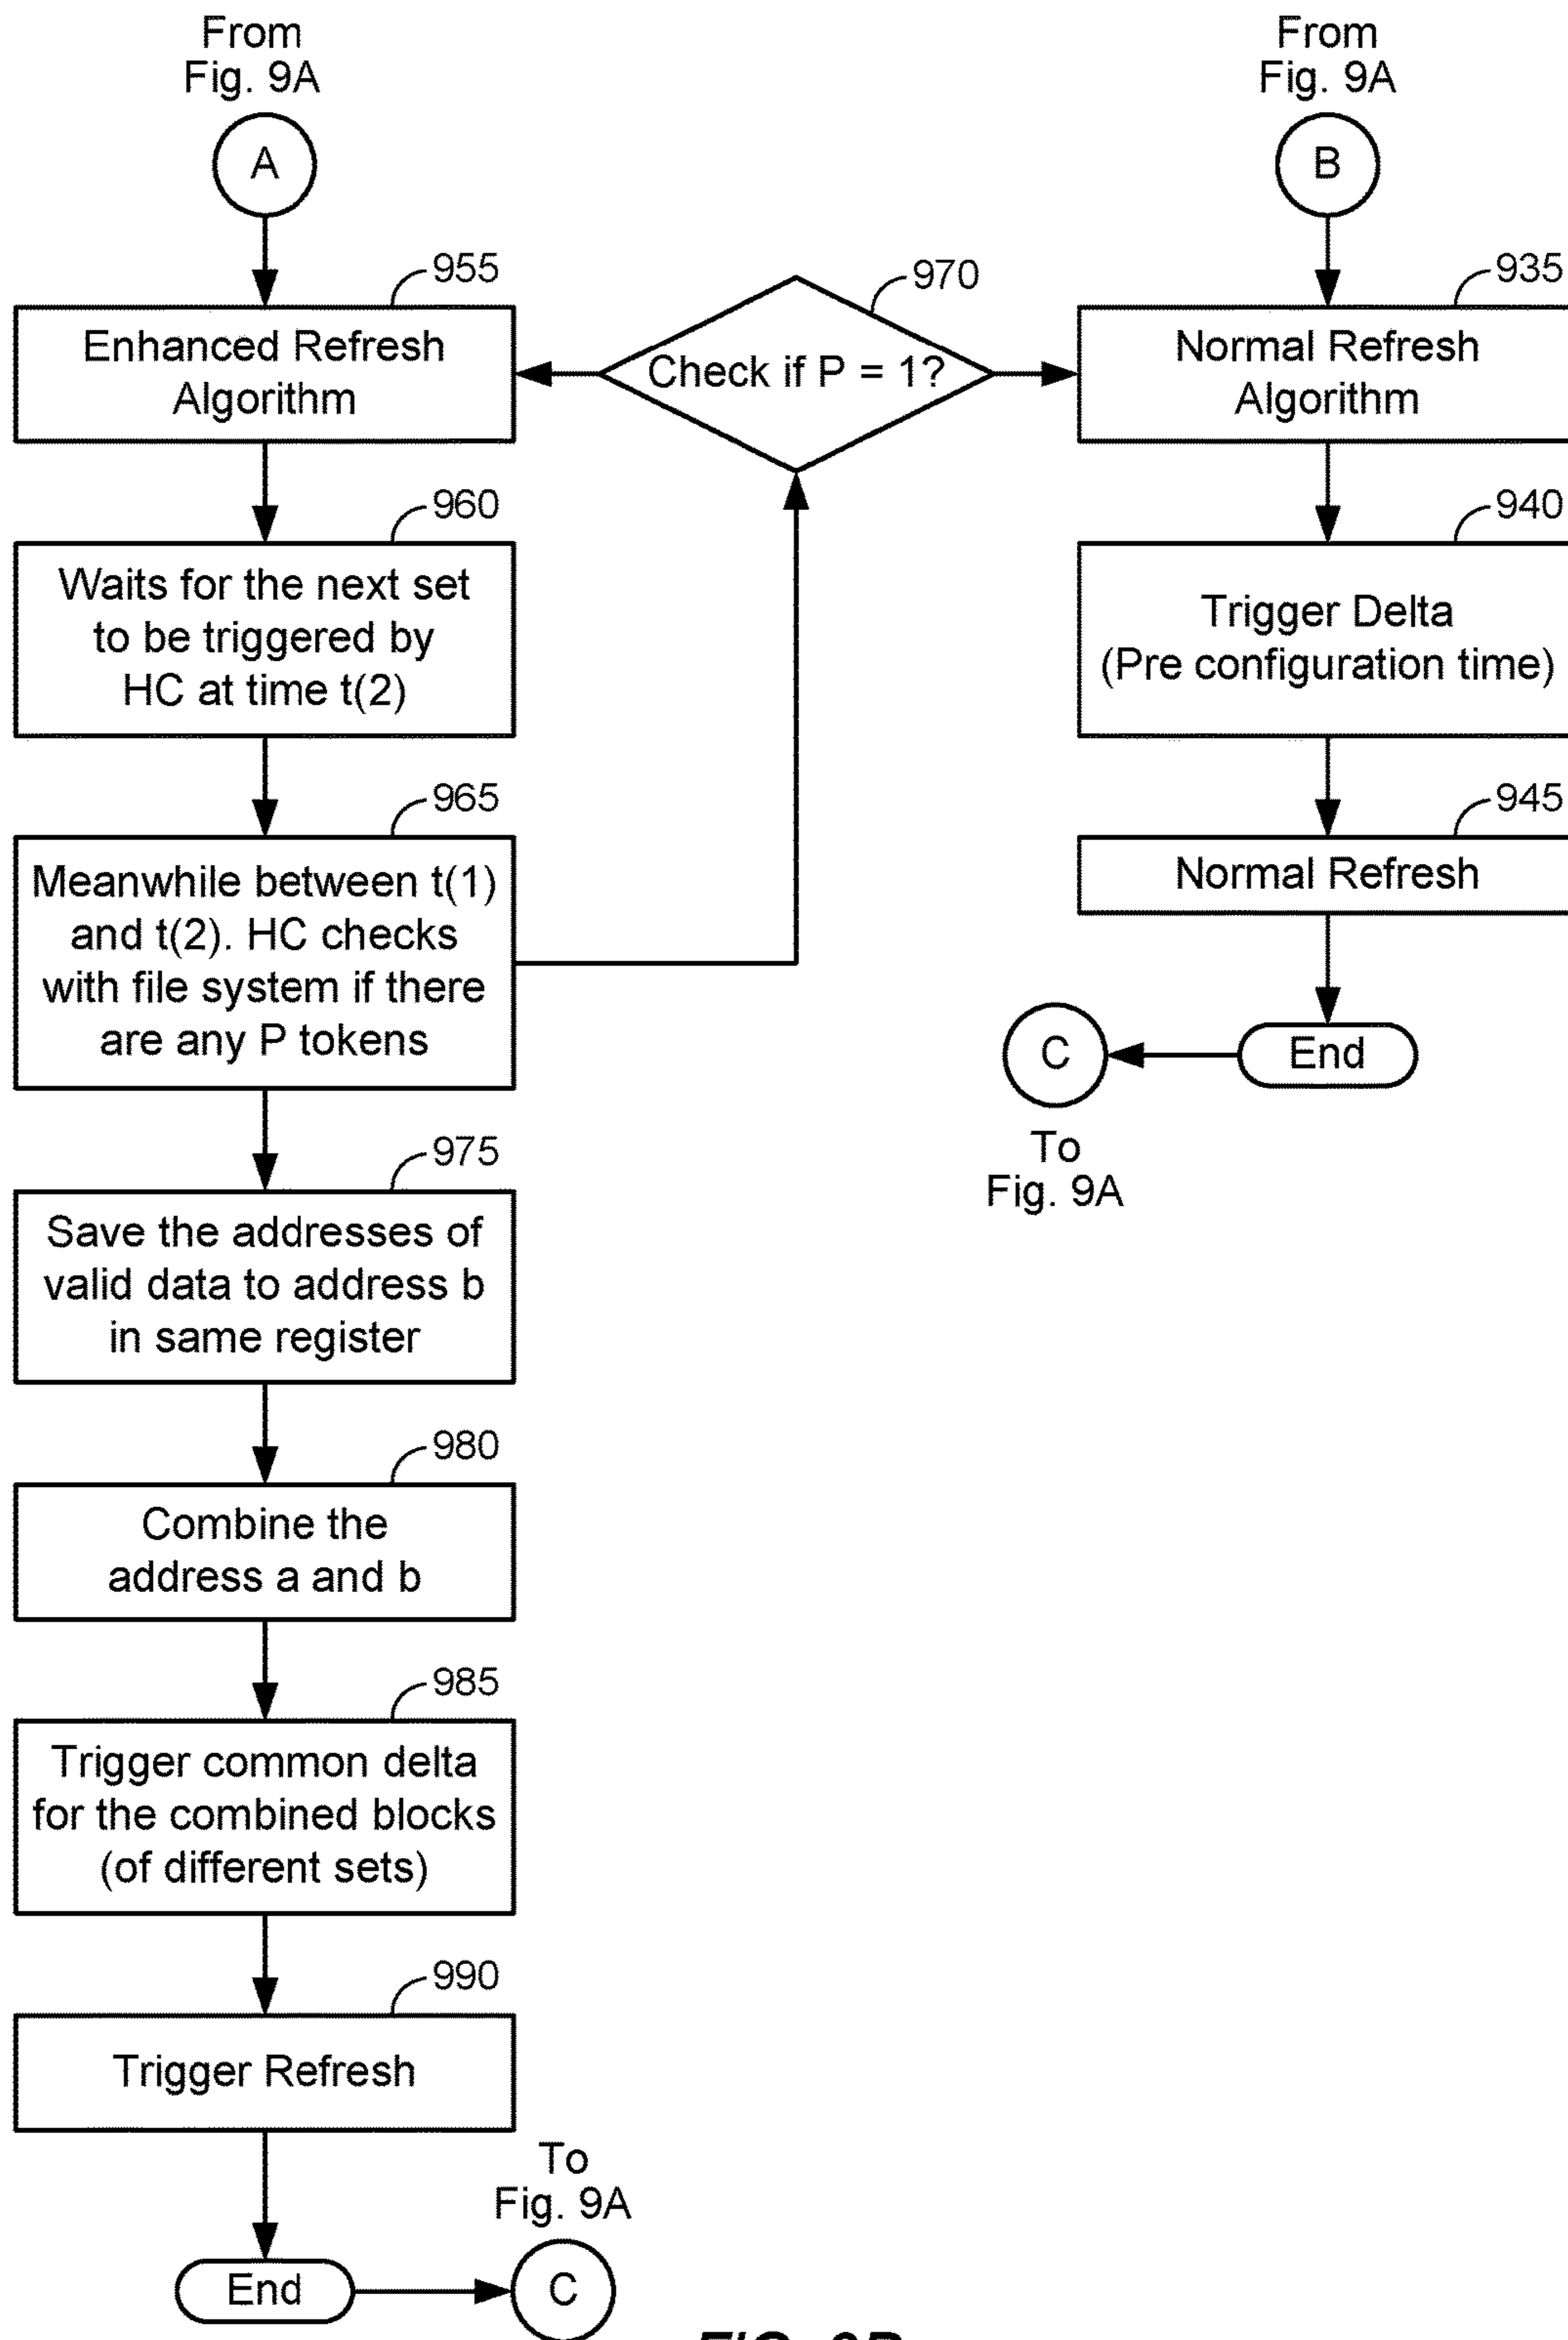 From
Fig. 9A
A
955
Enhanced Refresh
Algorithm
960
Waits for the next set
to be triggered by
HC at time t(2)
965
Meanwhile between t(1)
and t(2). HC checks
with file system if there
are any P tokens
970
Check if P = 1?
975
Save the addresses of
valid data to address b
in same register
980
Combine the
address a and b
985
Trigger common delta
for the combined blocks
(of different sets)
990
Trigger Refresh
End
To
Fig. 9A
C
From
Fig. 9A
B
935
Normal Refresh
Algorithm
940
Trigger Delta
(Pre configuration time)
945
Normal Refresh
End
C
To
Fig. 9A